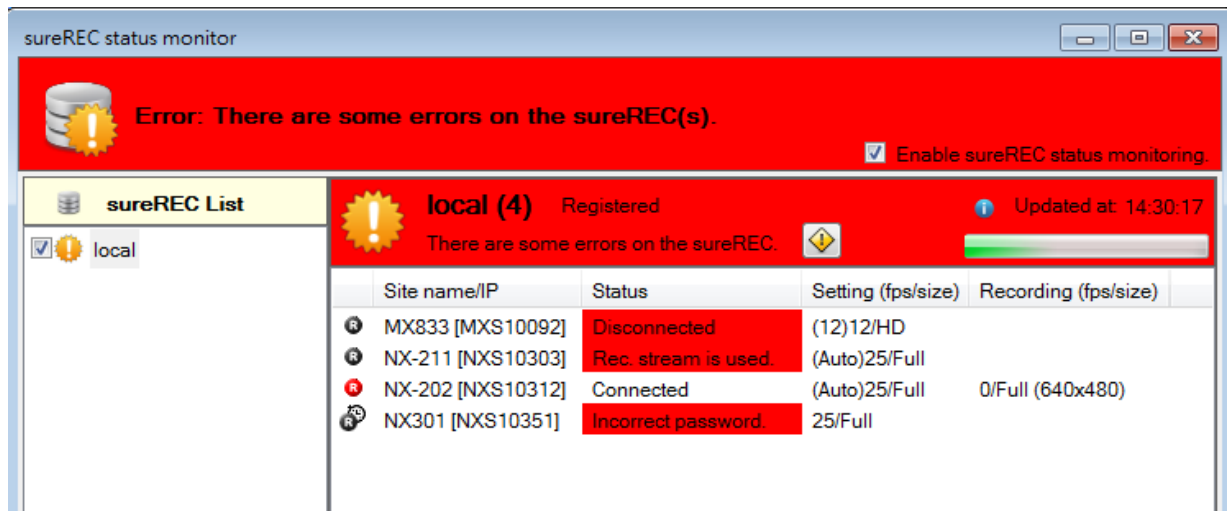 sureREC status monitor
Error: There are some errors on the sureREC(s).
Enable sureREC status monitoring.
sureREC List
local
local (4) Registered Updated at: 14:30:17
There are some errors on the sureREC.
Site name/IP Status Setting (fps/size) Recording (fps/size)
R MX833 [MXS10092] Disconnected (12)12/HD
R NX-211 [NXS10303] Rec. stream is used. (Auto)25/Full
R NX-202 [NXS10312] Connected (Auto)25/Full 0/Full (640x480)
R NX301 [NXS10351] Incorrect password. 25/Full